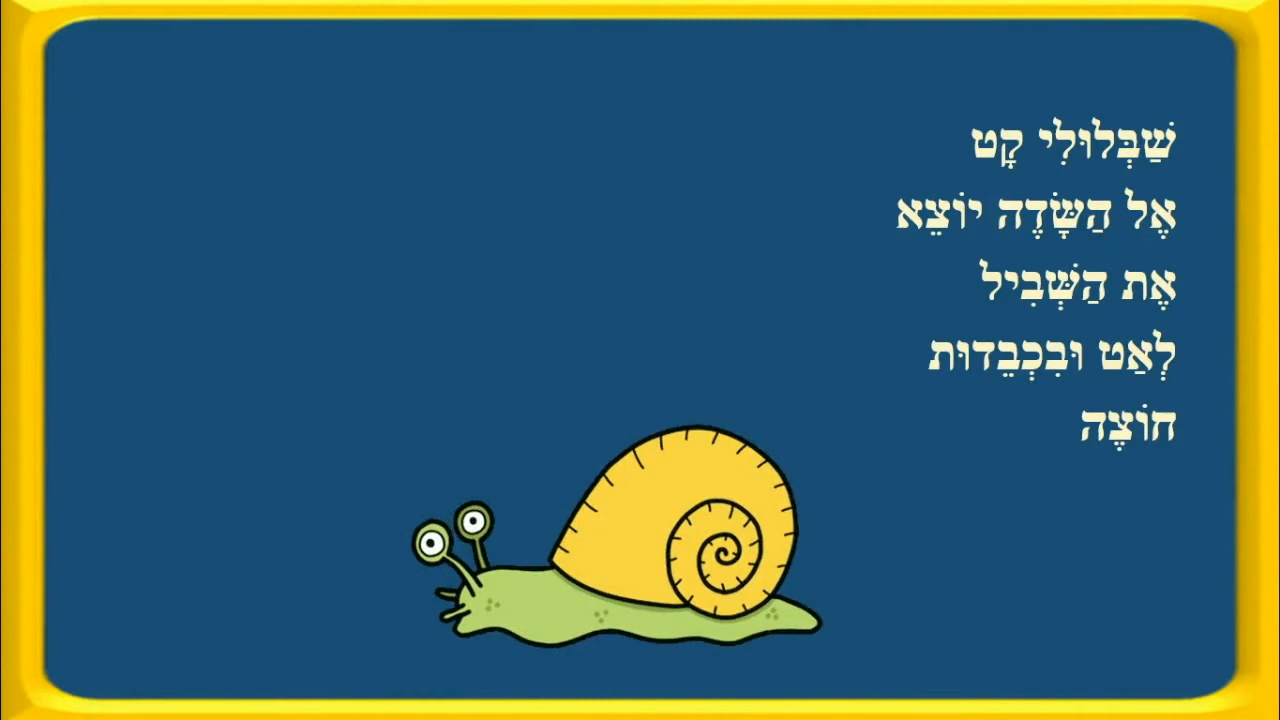 שַׁבְּלוּלִי קָט
אֶל הַשָּׂדֶה יוֹצֵא
אֶת הַשְּׁבִיל
לְאַט וּבִכְבֵדוּת
חוֹצֶה